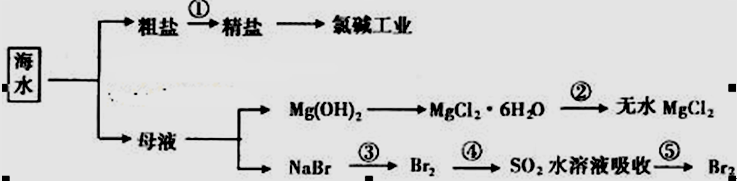 海水
① 粗盐 精盐 氯碱工业
母液
② Mg(OH)₂ MgCl₂·6H₂O 无水 MgCl₂
③ ④ ⑤ NaBr Br₂ SO₂ 水溶液吸收 Br₂